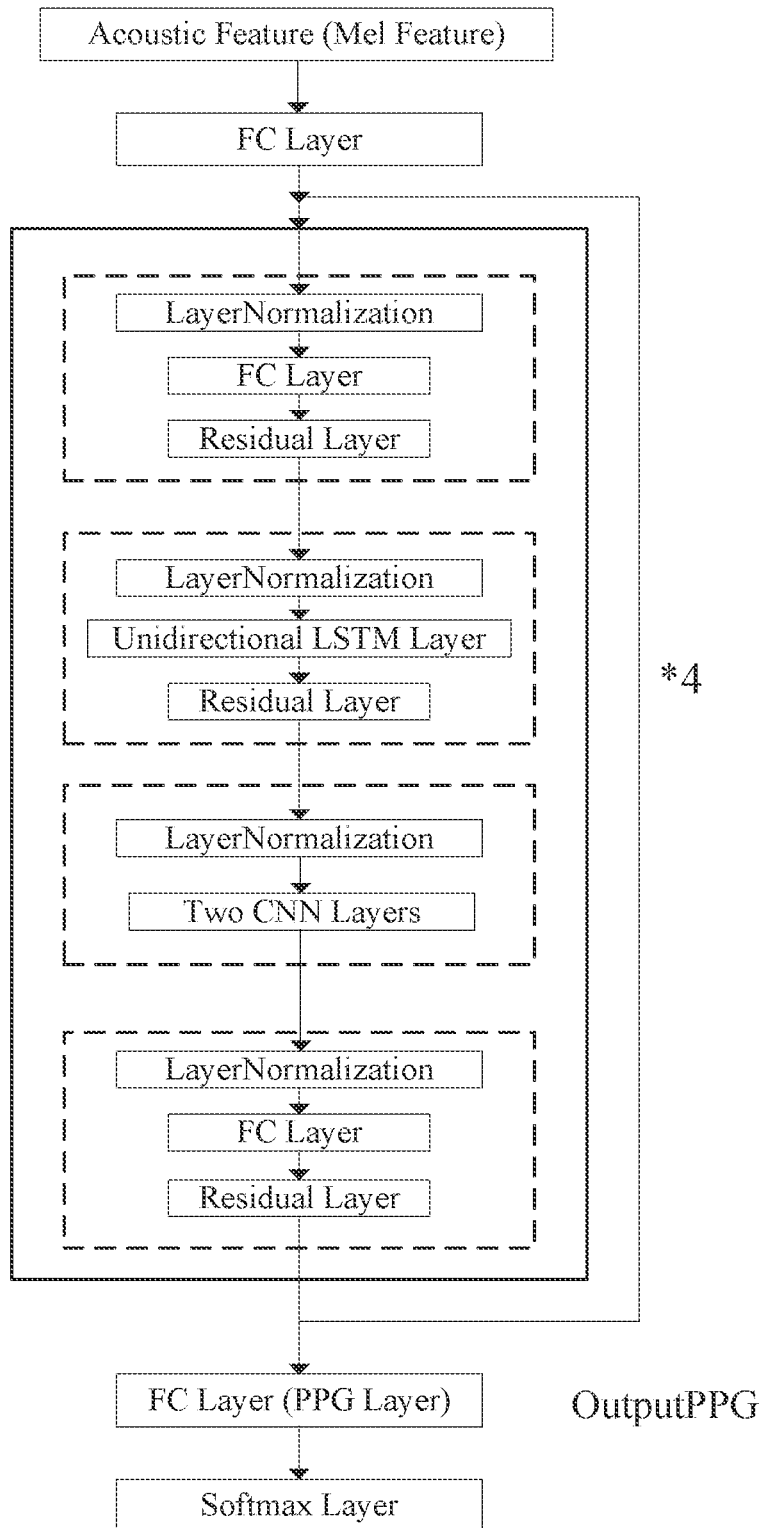 Acoustic Feature (Mel Feature)
FC Layer
LayerNormalization
FC Layer
Residual Layer
LayerNormalization
Unidirectional LSTM Layer
Residual Layer
*4
LayerNormalization
Two CNN Layers
LayerNormalization
FC Layer
Residual Layer
FC Layer (PPG Layer)
OutputPPG
Softmax Layer